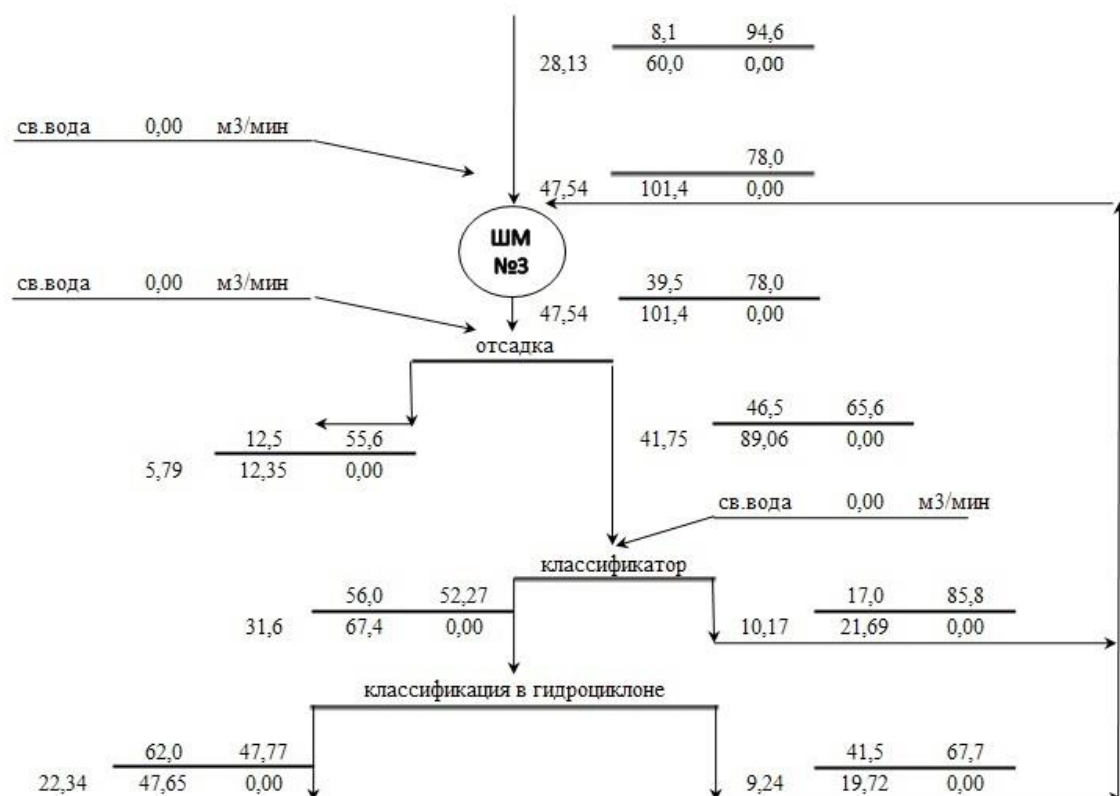 8,1 94,6
28,13 60,0 0,00
св.вода 0,00 м3/мин
78,0
47,54 101,4 0,00
ШМ
№3
св.вода 0,00 м3/мин
39,5 78,0
47,54 101,4 0,00
отсадка
46,5 65,6
41,75 89,06 0,00
12,5 55,6
5,79 12,35 0,00
св.вода 0,00 м3/мин
классификатор
56,0 52,27
31,6 67,4 0,00
17,0 85,8
10,17 21,69 0,00
классификация в гидроциклоне
62,0 47,77
22,34 47,65 0,00
41,5 67,7
9,24 19,72 0,00